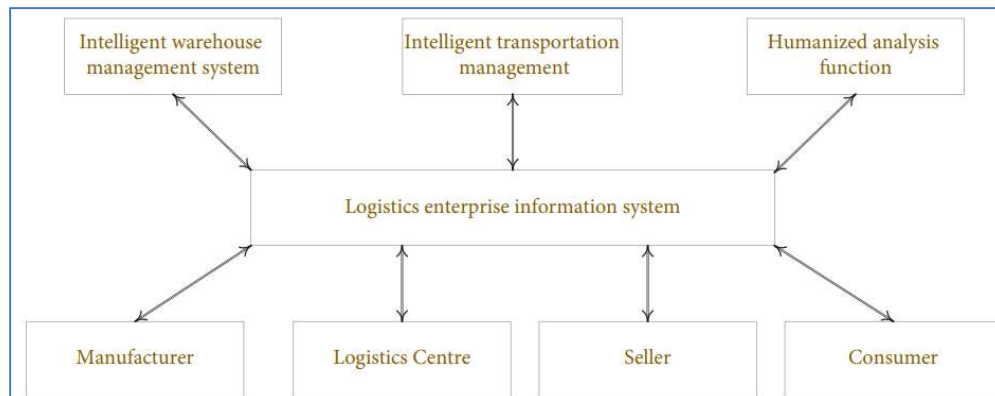 Intelligent warehouse
management system
Intelligent transportation
management
Humanized analysis
function
Logistics enterprise information system
Manufacturer
Logistics Centre
Seller
Consumer